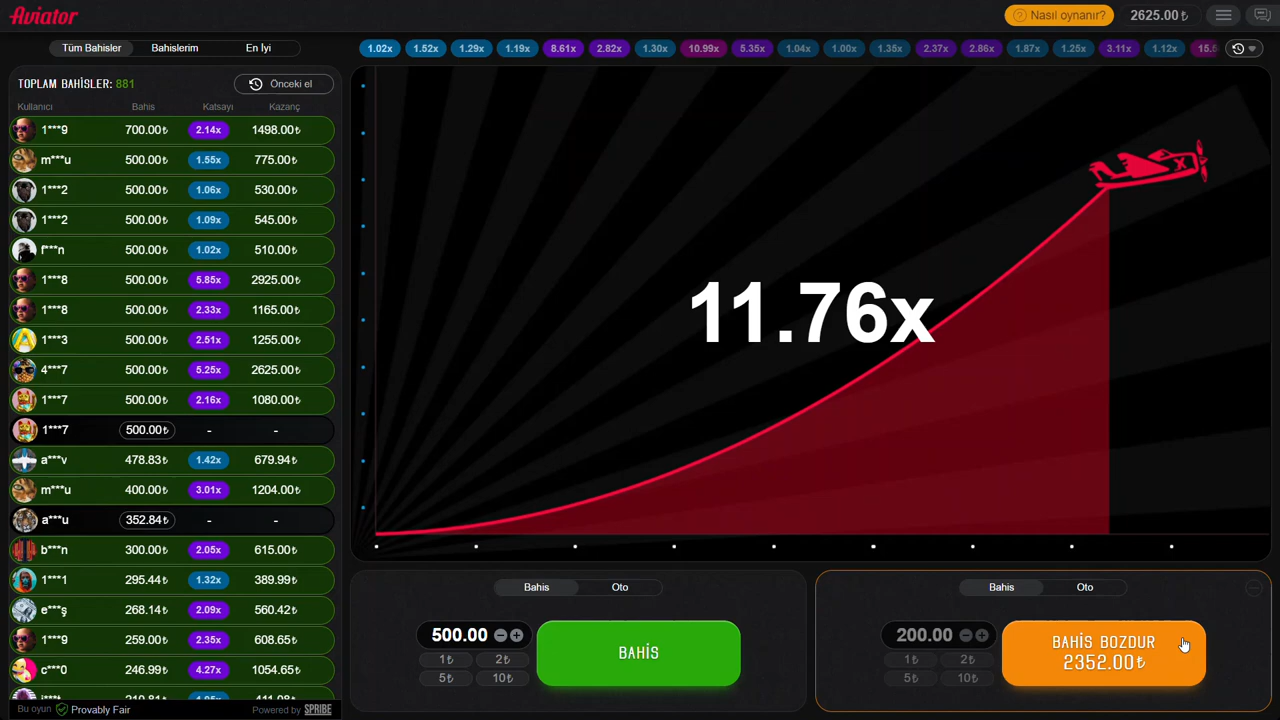 Aviator
Nasıl oynanır?
2625.00₺
Tüm Bahisler
Bahislerim
En İyi
1.02x 1.52x 1.29x 1.19x 8.61x 2.82x 1.30x 10.99x 5.35x 1.04x 1.00x 1.35x 2.37x 2.86x 1.87x 1.25x 3.11x 1.12x
TOPLAM BAHİSLER: 881
Önceki el
Kullanıcı Bahis Katsayı Kazanç
1***9 700.00₺ 2.14x 1498.00₺
m***u 500.00₺ 1.55x 775.00₺
1***2 500.00₺ 1.06x 530.00₺
1***2 500.00₺ 1.09x 545.00₺
f***n 500.00₺ 1.02x 510.00₺
1***8 500.00₺ 5.85x 2925.00₺
1***8 500.00₺ 2.33x 1165.00₺
1***3 500.00₺ 2.51x 1255.00₺
4***7 500.00₺ 5.25x 2625.00₺
1***7 500.00₺ 2.16x 1080.00₺
1***7 500.00₺ - -
a***v 478.83₺ 1.42x 679.94₺
m***u 400.00₺ 3.01x 1204.00₺
a***u 352.84₺ - -
b***n 300.00₺ 2.05x 615.00₺
1***1 295.44₺ 1.32x 389.99₺
e***ş 268.14₺ 2.09x 560.42₺
1***9 259.00₺ 2.35x 608.65₺
c***0 246.99₺ 4.27x 1054.65₺
Bu oyun Provably Fair
Powered by SPRIBE
X
11.76x
Bahis Oto
500.00
1₺ 2₺
5₺ 10₺
BAHİS
Bahis Oto
200.00
1₺ 2₺
5₺ 10₺
BAHİS BOZDUR
2352.00₺